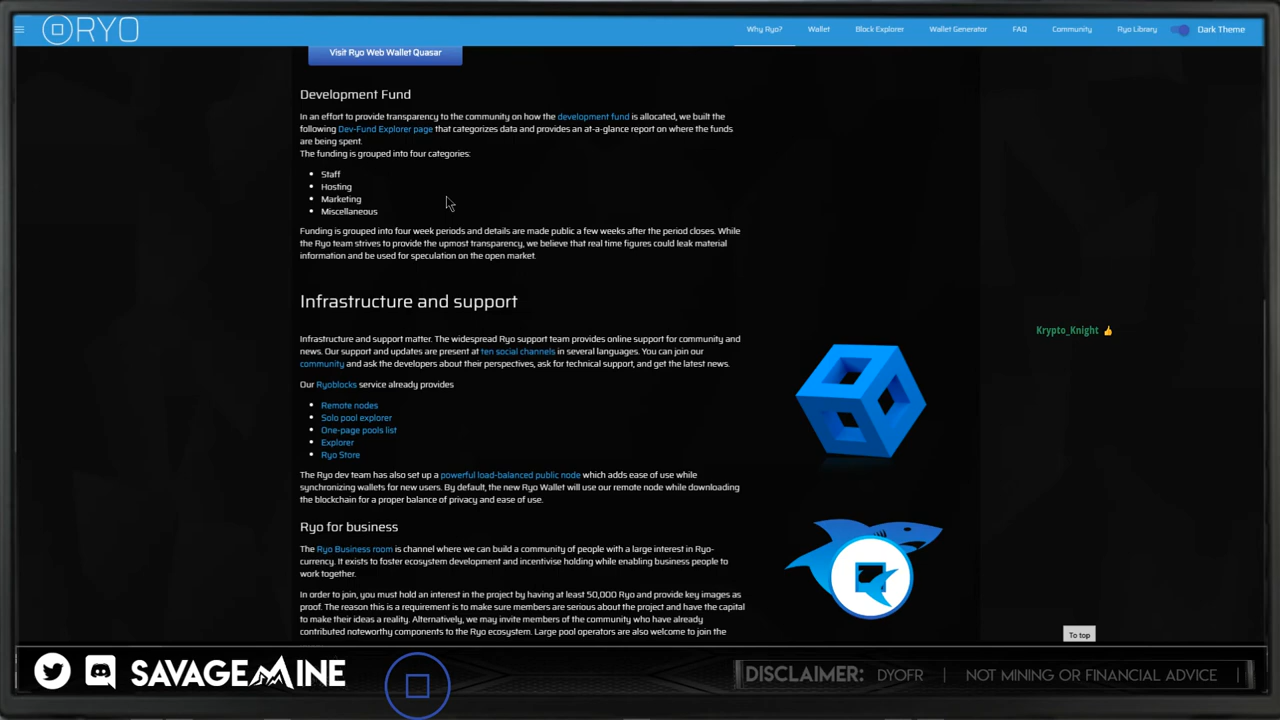 RYO
Why Ryo?
Wallet
Block Explorer
Wallet Generator
FAQ
Community
Ryo Library
Dark Theme
Visit Ryo Web Wallet Quasar
Development Fund
In an effort to provide transparency to the community on how the development fund is allocated, we built the
following Dev-Fund Explorer page that categorizes data and provides an at-a-glance report on where the funds
are being spent.
The funding is grouped into four categories:
Staff
Hosting
Marketing
Miscellaneous
Funding is grouped into four week periods and details are made public a few weeks after the period closes. While
the Ryo team strives to provide the upmost transparency, we believe that real time figures could leak material
information and be used for speculation on the open market.
Infrastructure and support
Infrastructure and support matter. The widespread Ryo support team provides online support for community and
news. Our support and updates are present at ten social channels in several languages. You can join our
community and ask the developers about their perspectives, ask for technical support, and get the latest news.
Our Ryoblocks service already provides
Remote nodes
Solo pool explorer
One-page pools list
Explorer
Ryo Store
The Ryo dev team has also set up a powerful load-balanced public node which adds ease of use while
synchronizing wallets for new users. By default, the new Ryo Wallet will use our remote node while downloading
the blockchain for a proper balance of privacy and ease of use.
Ryo for business
The Ryo Business room is channel where we can build a community of people with a large interest in Ryo-
currency. It exists to foster ecosystem development and incentivise holding while enabling business people to
work together.
In order to join, you must hold an interest in the project by having at least 50,000 Ryo and provide key images as
proof. The reason this is a requirement is to make sure members are serious about the project and have the capital
to make their ideas a reality. Alternatively, we may invite members of the community who have already
contributed noteworthy components to the Ryo ecosystem. Large pool operators are also welcome to join the
Krypto_Knight 👍
To top
SAVAGEMINE
DISCLAIMER: DYOFR | NOT MINING OR FINANCIAL ADVICE |